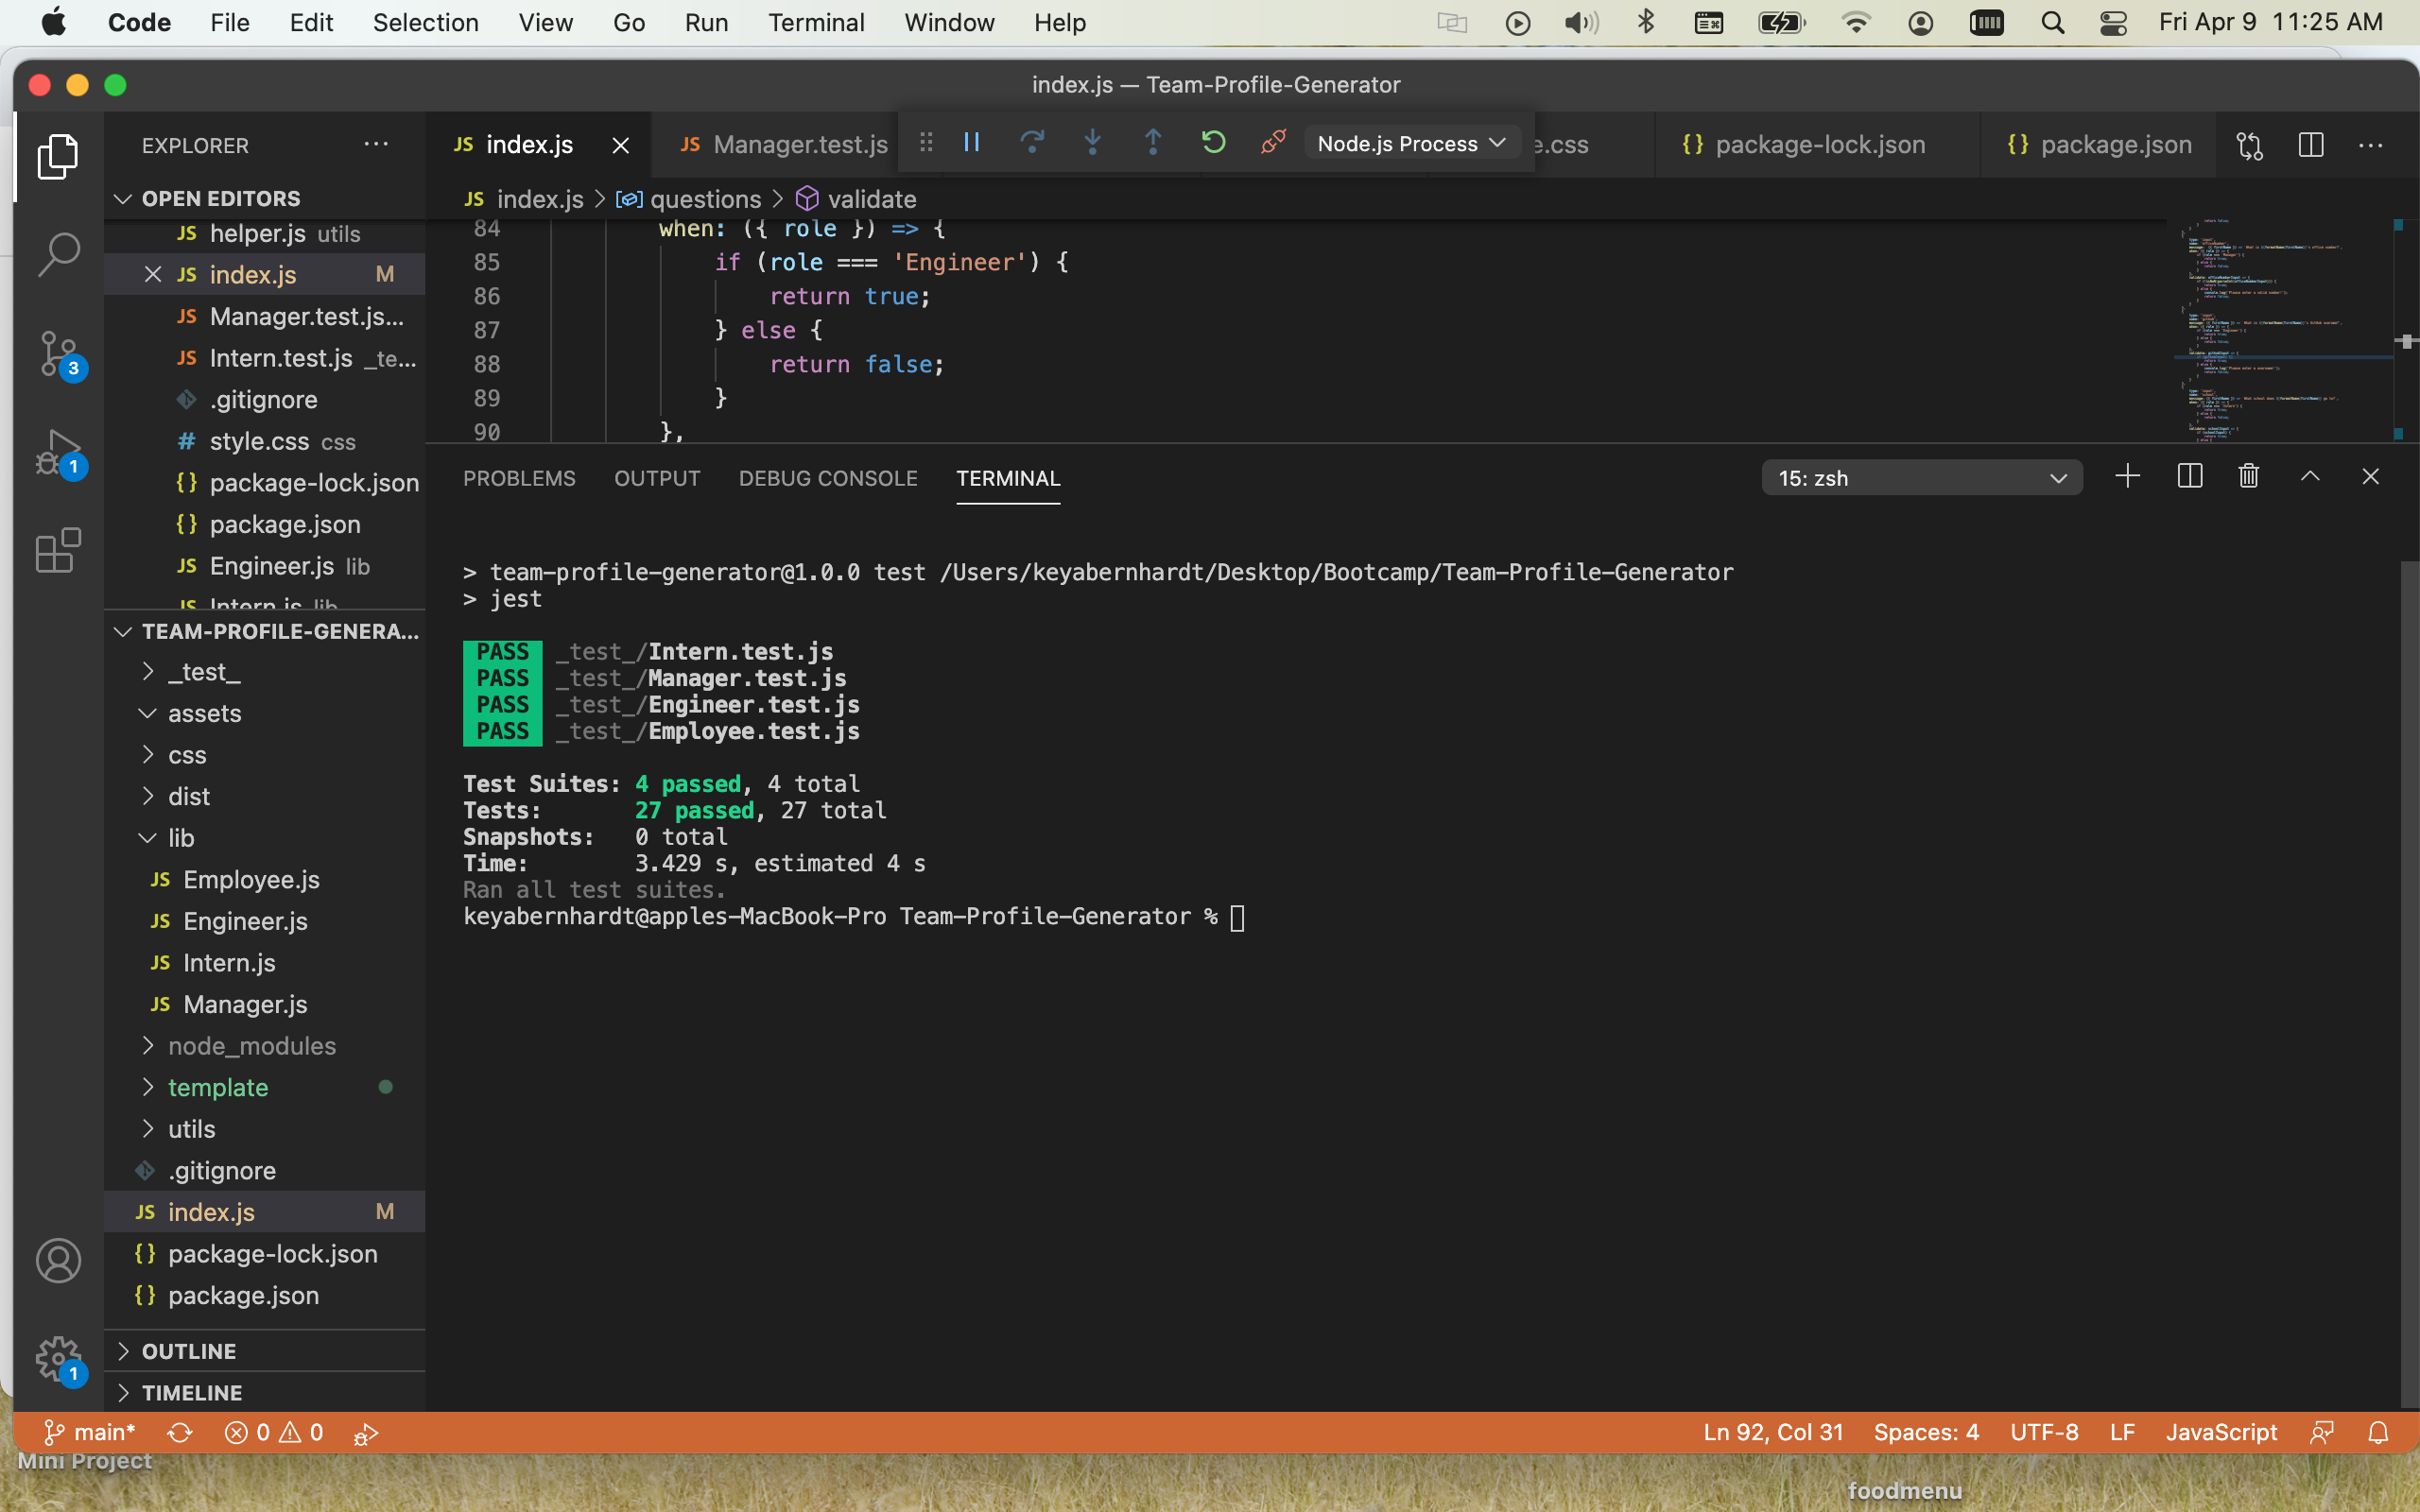 Code File Edit Selection View Go Run Terminal Window Help Fri Apr 9 11:25 AM
index.js — Team-Profile-Generator
EXPLORER ...
JS index.js
JS Manager.test.js
Node.js Process
e.css
{} package-lock.json
{} package.json
OPEN EDITORS
JS helper.js utils
JS index.js M
JS Manager.test.js...
JS Intern.test.js _te...
.gitignore
# style.css css
{} package-lock.json
{} package.json
JS Engineer.js lib
JS Intern.js lib
3
1
JS index.js > questions > validate
84 when: ({ role }) => {
85 if (role === 'Engineer') {
86 return true;
87 } else {
88 return false;
89 }
90 },
PROBLEMS OUTPUT DEBUG CONSOLE TERMINAL 15: zsh
> team-profile-generator@1.0.0 test /Users/keyabernhardt/Desktop/Bootcamp/Team-Profile-Generator
> jest
PASS _test_/Intern.test.js
PASS _test_/Manager.test.js
PASS _test_/Engineer.test.js
PASS _test_/Employee.test.js
Test Suites: 4 passed, 4 total
Tests: 27 passed, 27 total
Snapshots: 0 total
Time: 3.429 s, estimated 4 s
Ran all test suites.
keyabernhardt@apples-MacBook-Pro Team-Profile-Generator %
TEAM-PROFILE-GENERA...
_test_
assets
css
dist
lib
JS Employee.js
JS Engineer.js
JS Intern.js
JS Manager.js
node_modules
template
utils
.gitignore
JS index.js M
{} package-lock.json
{} package.json
OUTLINE
TIMELINE
1
main* 0 0 Ln 92, Col 31 Spaces: 4 UTF-8 LF JavaScript
Mini Project
foodmenu